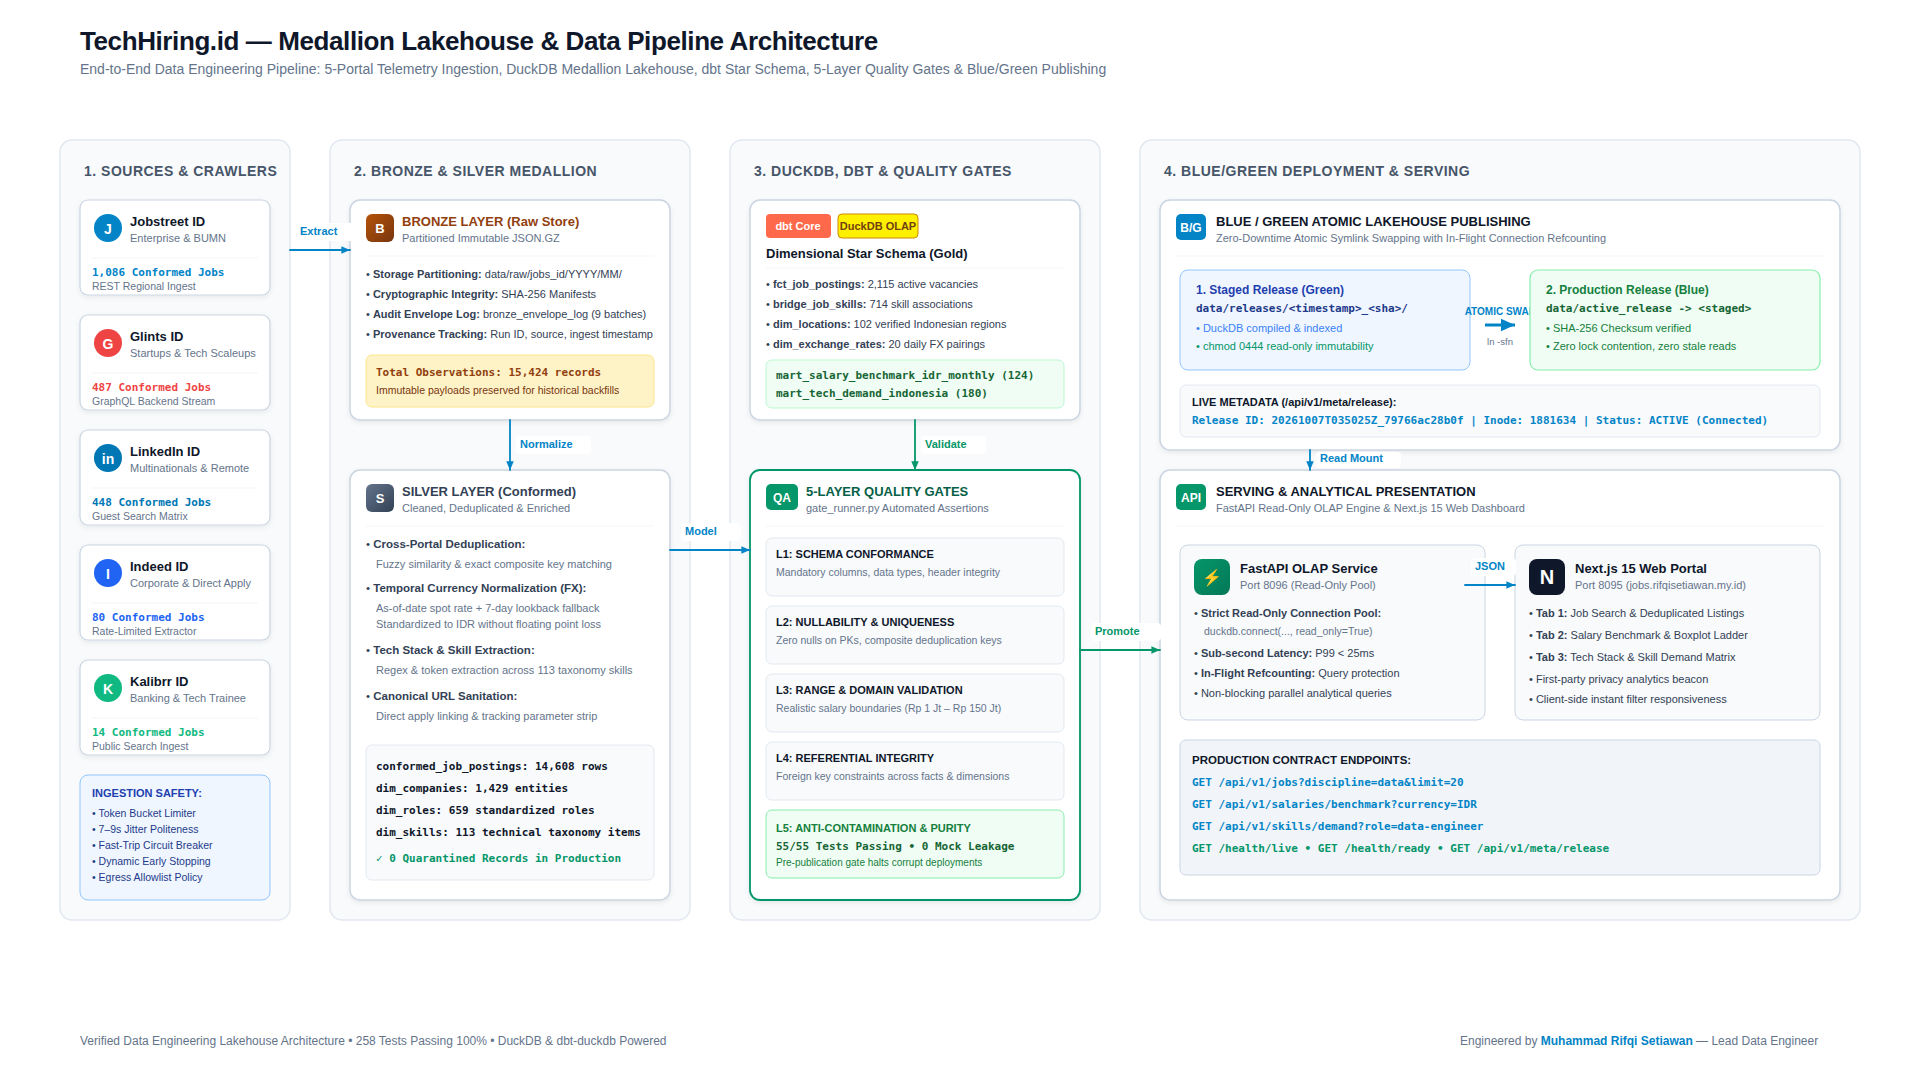 TechHiring.id — Medallion Lakehouse & Data Pipeline Architecture
End-to-End Data Engineering Pipeline: 5-Portal Telemetry Ingestion, DuckDB Medallion Lakehouse, dbt Star Schema, 5-Layer Quality Gates & Blue/Green Publishing
1. SOURCES & CRAWLERS
J
Jobstreet ID
Enterprise & BUMN
1,086 Conformed Jobs
REST Regional Ingest
G
Glints ID
Startups & Tech Scaleups
487 Conformed Jobs
GraphQL Backend Stream
in
LinkedIn ID
Multinationals & Remote
448 Conformed Jobs
Guest Search Matrix
I
Indeed ID
Corporate & Direct Apply
80 Conformed Jobs
Rate-Limited Extractor
K
Kalibrr ID
Banking & Tech Trainee
14 Conformed Jobs
Public Search Ingest
INGESTION SAFETY:
• Token Bucket Limiter
• 7–9s Jitter Politeness
• Fast-Trip Circuit Breaker
• Dynamic Early Stopping
• Egress Allowlist Policy
Extract
2. BRONZE & SILVER MEDALLION
B
BRONZE LAYER (Raw Store)
Partitioned Immutable JSON.GZ
• Storage Partitioning: data/raw/jobs_id/YYYY/MM/
• Cryptographic Integrity: SHA-256 Manifests
• Audit Envelope Log: bronze_envelope_log (9 batches)
• Provenance Tracking: Run ID, source, ingest timestamp
Total Observations: 15,424 records
Immutable payloads preserved for historical backfills
Normalize
S
SILVER LAYER (Conformed)
Cleaned, Deduplicated & Enriched
• Cross-Portal Deduplication:
Fuzzy similarity & exact composite key matching
• Temporal Currency Normalization (FX):
As-of-date spot rate + 7-day lookback fallback
Standardized to IDR without floating point loss
• Tech Stack & Skill Extraction:
Regex & token extraction across 113 taxonomy skills
• Canonical URL Sanitation:
Direct apply linking & tracking parameter strip
conformed_job_postings: 14,608 rows
dim_companies: 1,429 entities
dim_roles: 659 standardized roles
dim_skills: 113 technical taxonomy items
✓ 0 Quarantined Records in Production
Model
3. DUCKDB, DBT & QUALITY GATES
dbt Core
DuckDB OLAP
Dimensional Star Schema (Gold)
• fct_job_postings: 2,115 active vacancies
• bridge_job_skills: 714 skill associations
• dim_locations: 102 verified Indonesian regions
• dim_exchange_rates: 20 daily FX pairings
mart_salary_benchmark_idr_monthly (124)
mart_tech_demand_indonesia (180)
Validate
QA
5-LAYER QUALITY GATES
gate_runner.py Automated Assertions
L1: SCHEMA CONFORMANCE
Mandatory columns, data types, header integrity
L2: NULLABILITY & UNIQUENESS
Zero nulls on PKs, composite deduplication keys
L3: RANGE & DOMAIN VALIDATION
Realistic salary boundaries (Rp 1 Jt – Rp 150 Jt)
L4: REFERENTIAL INTEGRITY
Foreign key constraints across facts & dimensions
L5: ANTI-CONTAMINATION & PURITY
55/55 Tests Passing • 0 Mock Leakage
Pre-publication gate halts corrupt deployments
Promote
4. BLUE/GREEN DEPLOYMENT & SERVING
B/G
BLUE / GREEN ATOMIC LAKEHOUSE PUBLISHING
Zero-Downtime Atomic Symlink Swapping with In-Flight Connection Refcounting
1. Staged Release (Green)
data/releases/<timestamp>_<sha>/
• DuckDB compiled & indexed
• chmod 0444 read-only immutability
ATOMIC SWA
ln -sfn
2. Production Release (Blue)
data/active_release -> <staged>
• SHA-256 Checksum verified
• Zero lock contention, zero stale reads
LIVE METADATA (/api/v1/meta/release):
Release ID: 20261007T035025Z_79766ac28b0f | Inode: 1881634 | Status: ACTIVE (Connected)
Read Mount
API
SERVING & ANALYTICAL PRESENTATION
FastAPI Read-Only OLAP Engine & Next.js 15 Web Dashboard
⚡
FastAPI OLAP Service
Port 8096 (Read-Only Pool)
• Strict Read-Only Connection Pool:
duckdb.connect(..., read_only=True)
• Sub-second Latency: P99 < 25ms
• In-Flight Refcounting: Query protection
• Non-blocking parallel analytical queries
JSON
N
Next.js 15 Web Portal
Port 8095 (jobs.rifqisetiawan.my.id)
• Tab 1: Job Search & Deduplicated Listings
• Tab 2: Salary Benchmark & Boxplot Ladder
• Tab 3: Tech Stack & Skill Demand Matrix
• First-party privacy analytics beacon
• Client-side instant filter responsiveness
PRODUCTION CONTRACT ENDPOINTS:
GET /api/v1/jobs?discipline=data&limit=20
GET /api/v1/salaries/benchmark?currency=IDR
GET /api/v1/skills/demand?role=data-engineer
GET /health/live • GET /health/ready • GET /api/v1/meta/release
Verified Data Engineering Lakehouse Architecture • 258 Tests Passing 100% • DuckDB & dbt-duckdb Powered
Engineered by Muhammad Rifqi Setiawan — Lead Data Engineer